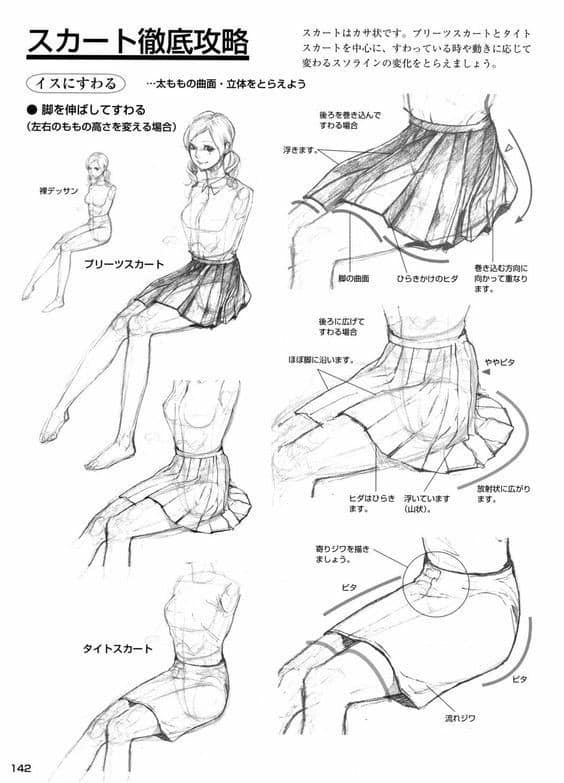 スカート徹底攻略
スカートはカサ状です。プリーツスカートとタイト
スカートを中心に、すわっている時や動きに応じて
変わるスソラインの変化をとらえましょう。
イスにすわる
…太ももの曲面・立体をとらえよう
● 脚を伸ばしてすわる
(左右のももの高さを変える場合)
裸デッサン
プリーツスカート
後ろを巻き込んで
すわる場合
浮きます。
脚の曲面
ひらきかけのヒダ
巻き込む方向に
向かって重なり
ます。
後ろに広げて
すわる場合
ほぼ脚に沿います。
ややピタ
ヒダはひらき
ます。
浮いています
(山状)。
放射状に広がり
ます。
タイトスカート
寄りジワを描き
ましょう。
ピタ
ピタ
流れジワ
142